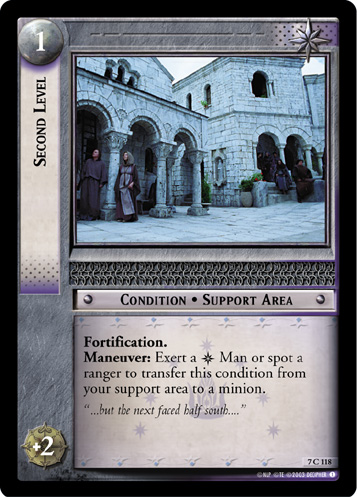 1
SECOND LEVEL
CONDITION • SUPPORT AREA
Fortification.
Maneuver: Exert a Man or spot a
ranger to transfer this condition from
your support area to a minion.
“...but the next faced half south....”
+2
7 C 118